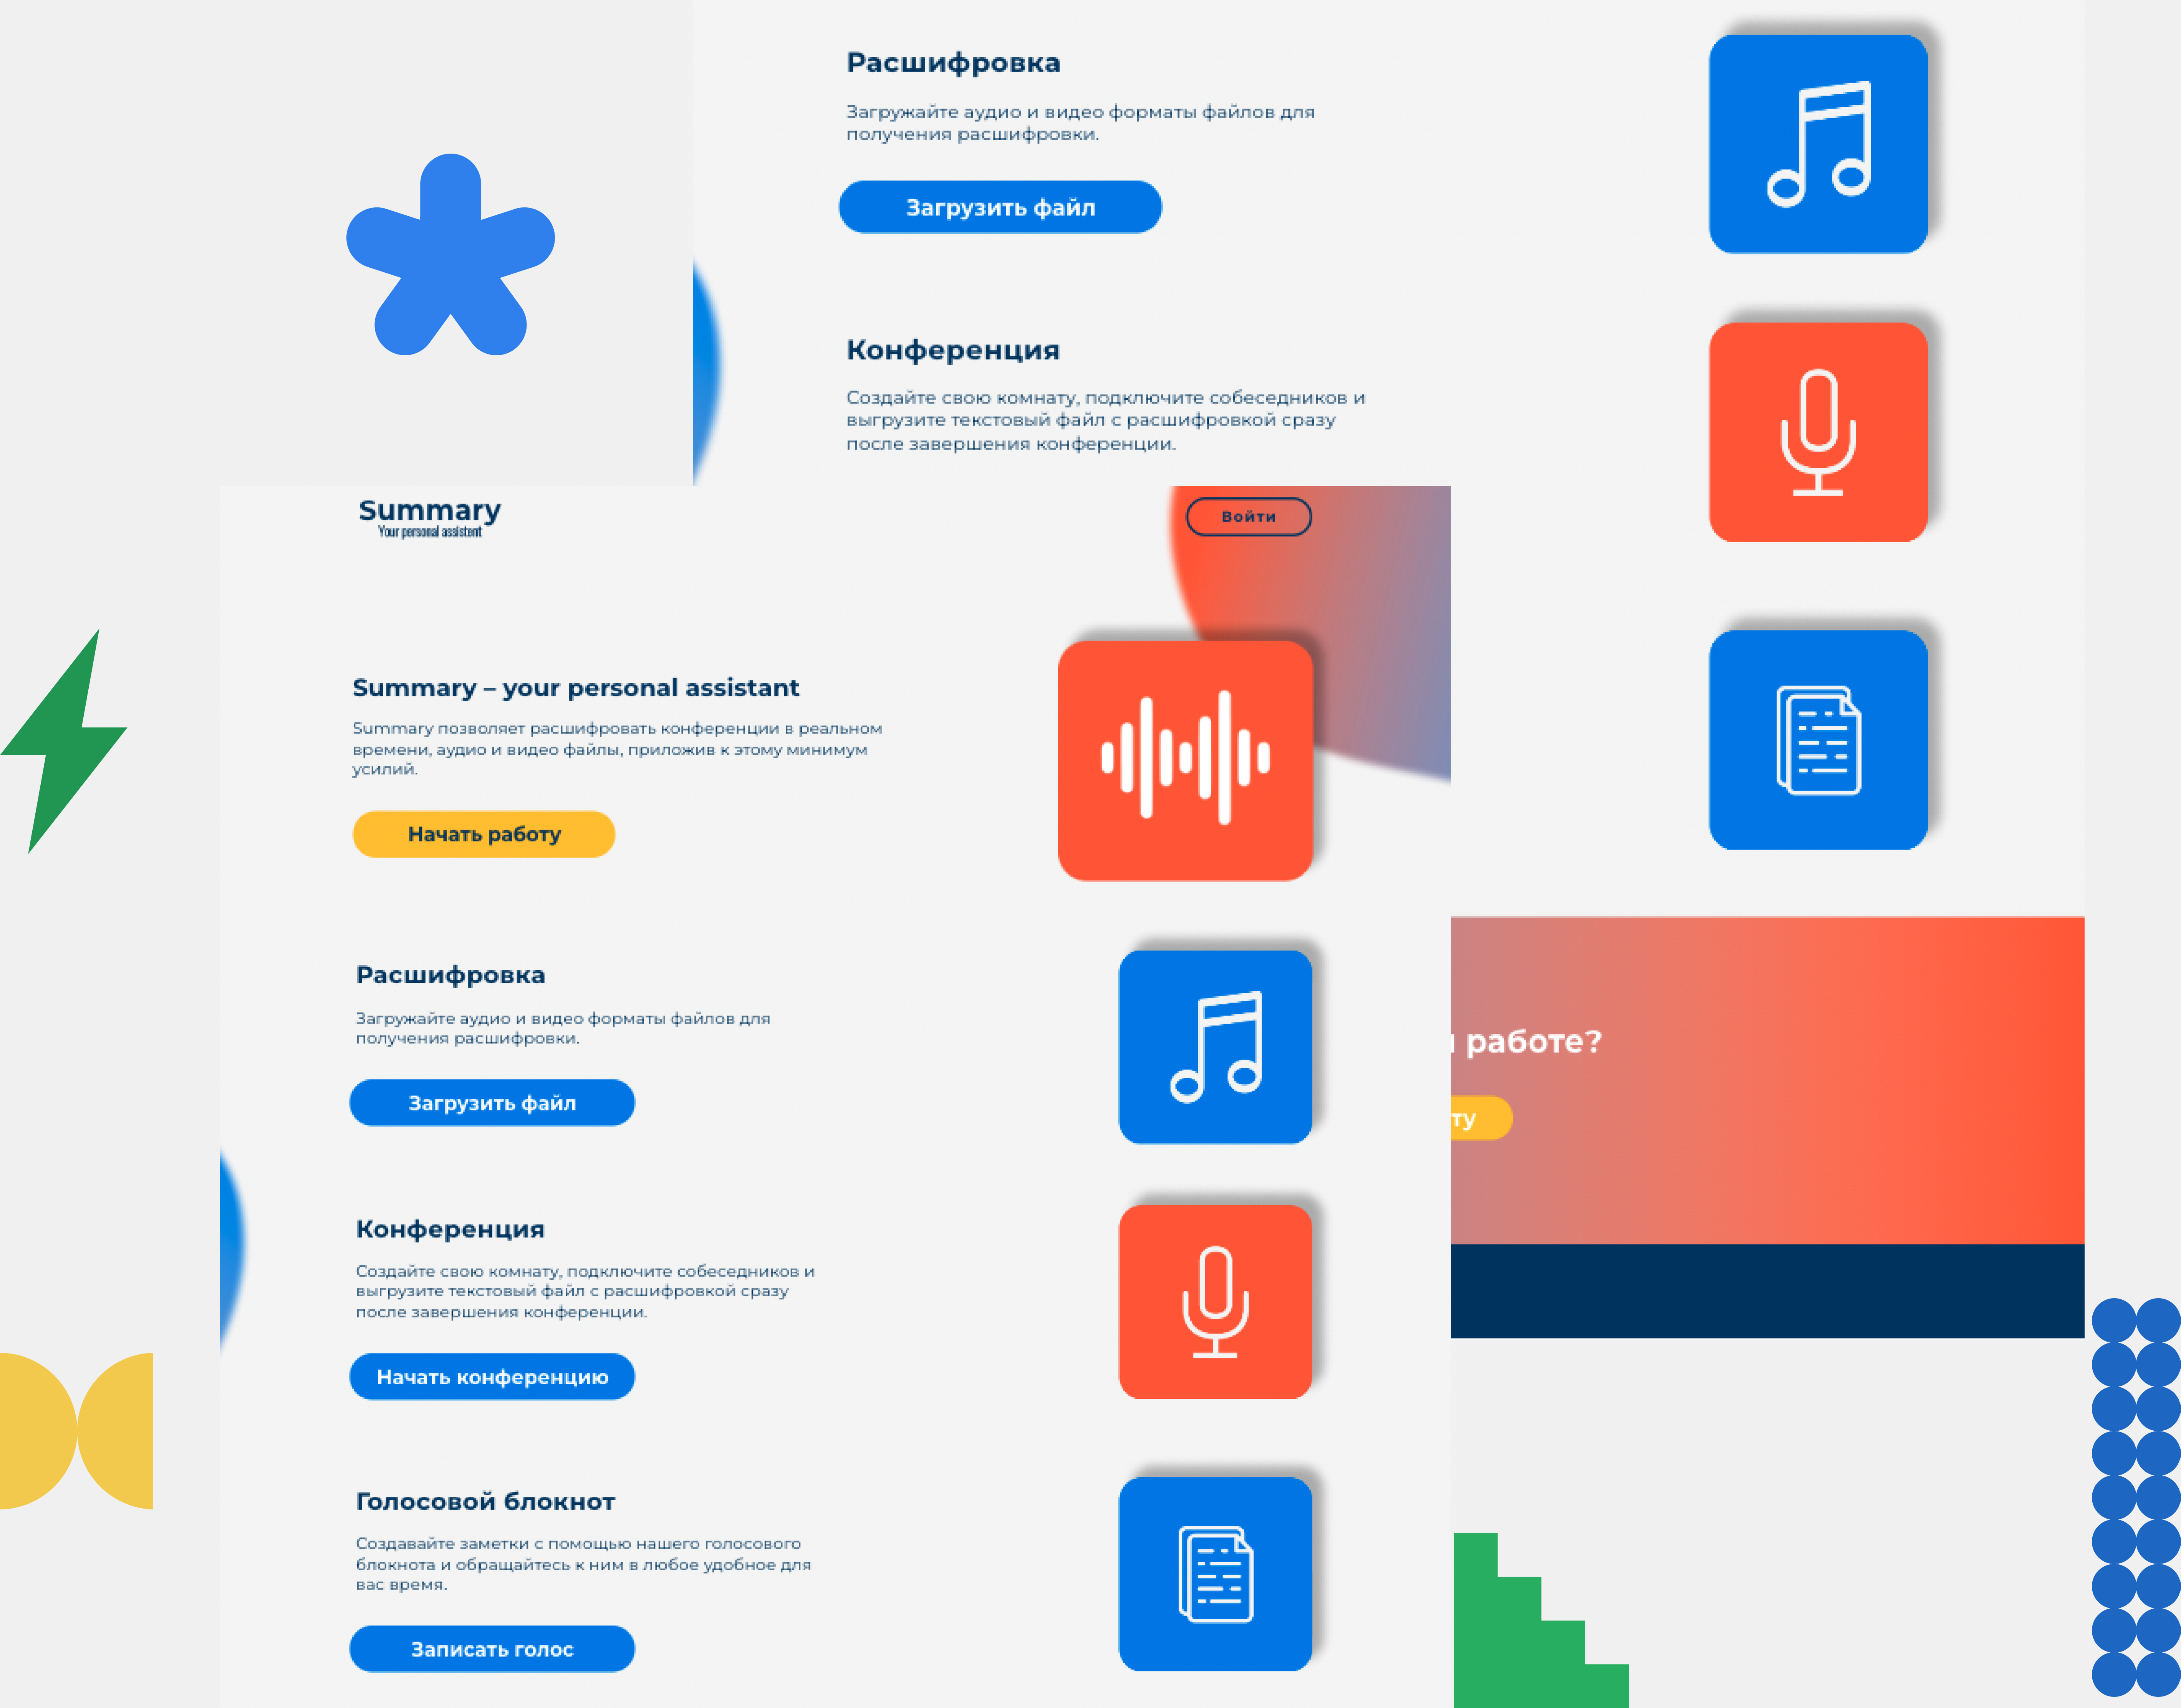 Расшифровка
Загружайте аудио и видео форматы файлов для
получения расшифровки.
Загрузить файл
Конференция
Создайте свою комнату, подключите собеседников и
выгрузите текстовый файл с расшифровкой сразу
после завершения конференции.
Summary
Your personal assistent
Войти
Summary – your personal assistant
Summary позволяет расшифровать конференции в реальном
времени, аудио и видео файлы, приложив к этому минимум
усилий.
Начать работу
Расшифровка
Загружайте аудио и видео форматы файлов для
получения расшифровки.
Загрузить файл
Конференция
Создайте свою комнату, подключите собеседников и
выгрузите текстовый файл с расшифровкой сразу
после завершения конференции.
Начать конференцию
Голосовой блокнот
Создавайте заметки с помощью нашего голосового
блокнота и обращайтесь к ним в любое удобное для
вас время.
Записать голос
работе?
ту